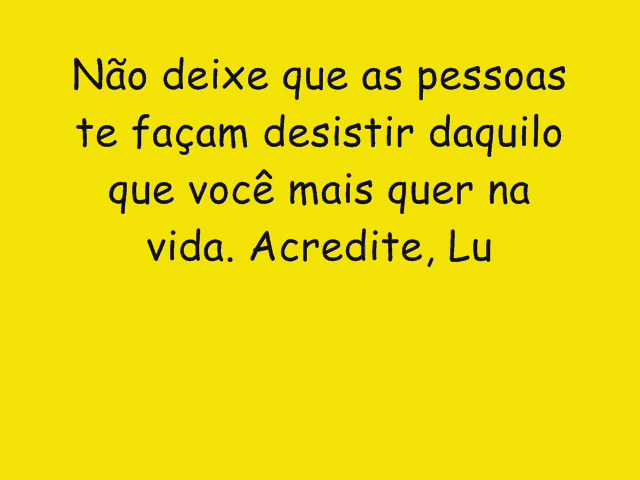 Não deixe que as pessoas
te façam desistir daquilo
que você mais quer na
vida. Acredite, Lu